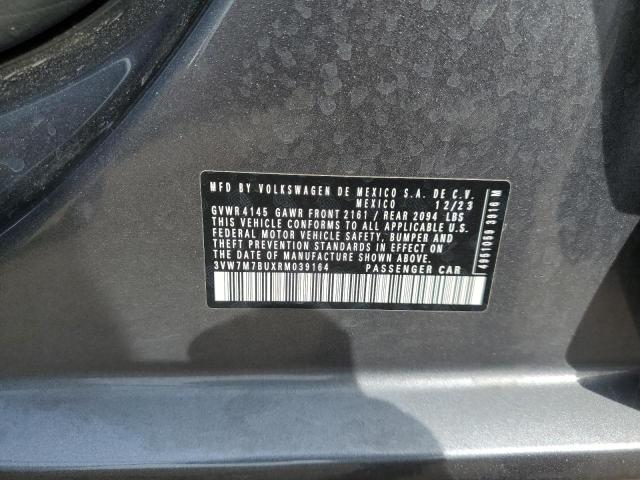 MFD BY VOLKSWAGEN DE MEXICO S.A. DE C.V.
MEXICO 12/23
GVWR 4145 GAWR FRONT 2161 / REAR 2094 LBS
THIS VEHICLE CONFORMS TO ALL APPLICABLE U.S.
FEDERAL MOTOR VEHICLE SAFETY, BUMPER AND
THEFT PREVENTION STANDARDS IN EFFECT ON
THE DATE OF MANUFACTURE SHOWN ABOVE.
3VW7M7BUXRM039164 PASSENGER CAR
4951069 9916 M